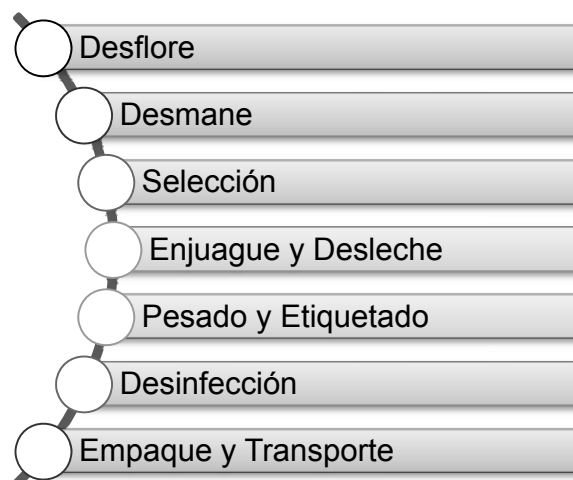 Desflore
Desmane
Selección
Enjuague y Desleche
Pesado y Etiquetado
Desinfección
Empaque y Transporte